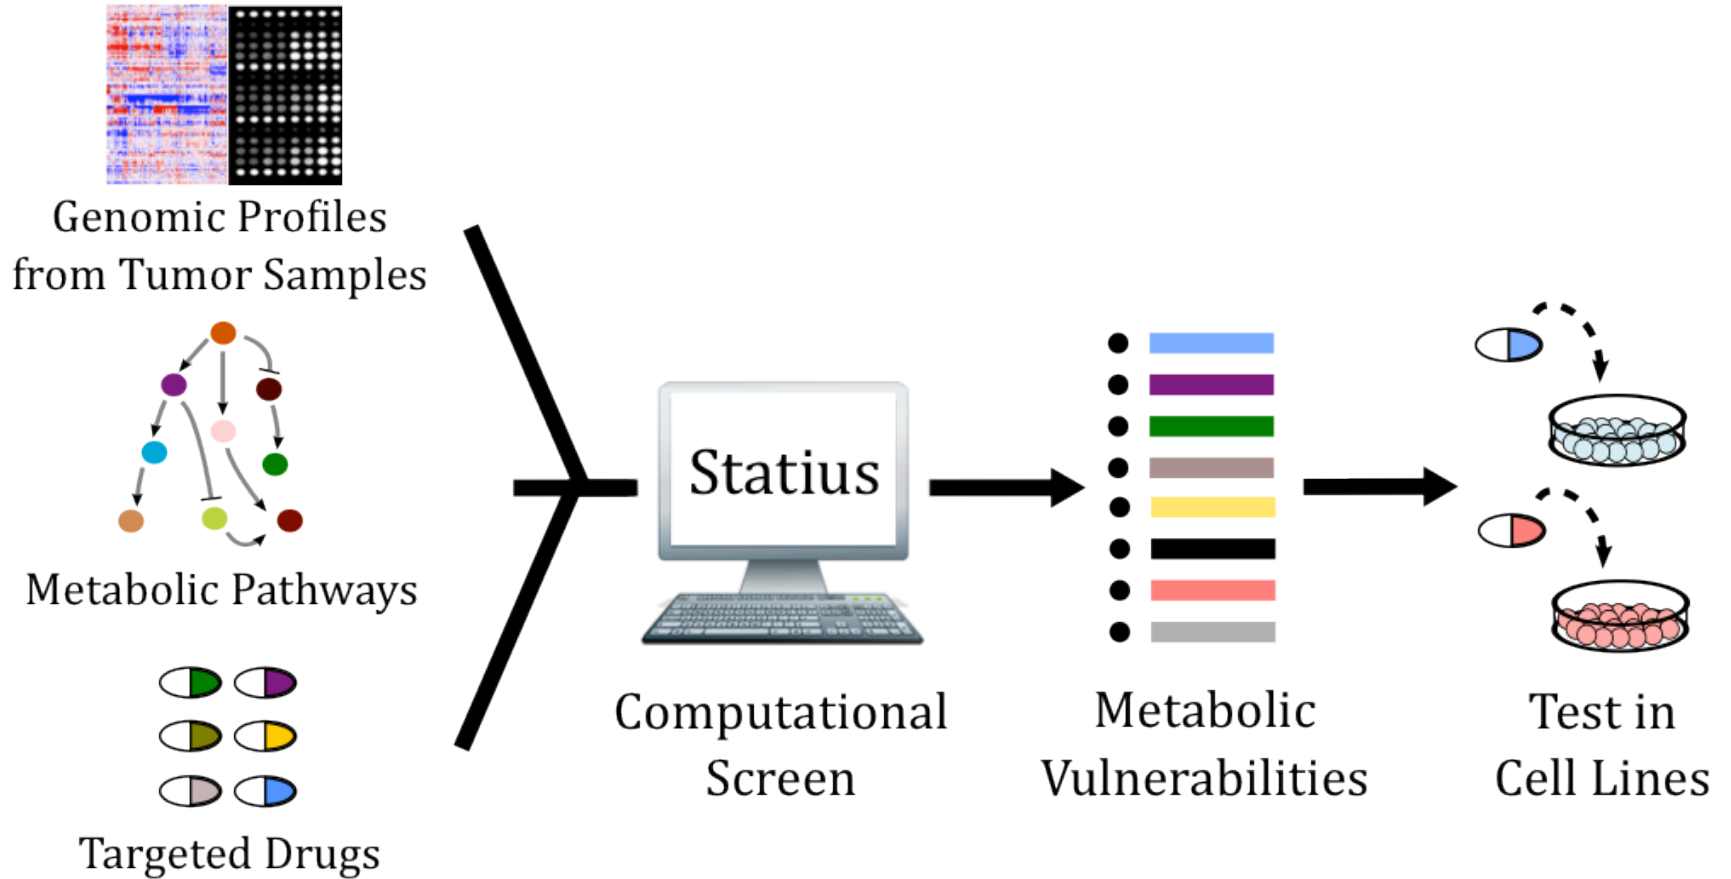 Genomic Profiles
from Tumor Samples
Metabolic Pathways
Targeted Drugs
Statius
Computational
Screen
Metabolic
Vulnerabilities
Test in
Cell Lines